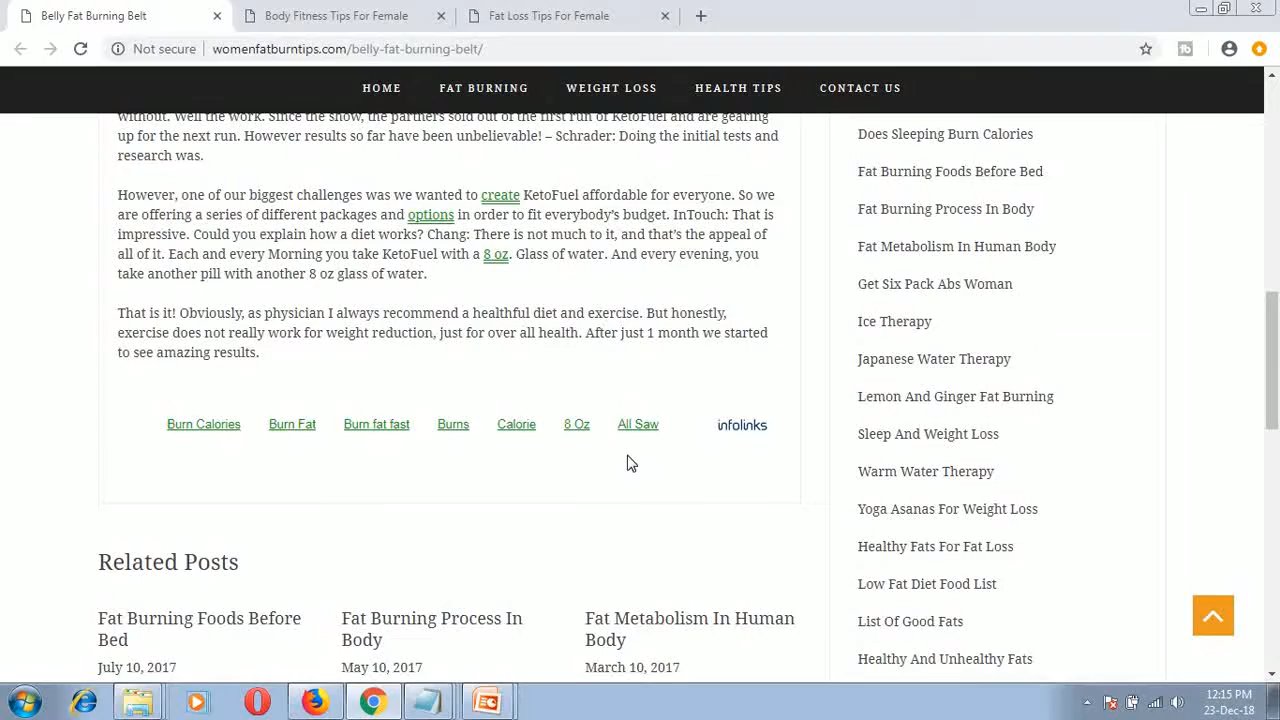 Belly Fat Burning Belt
Body Fitness Tips For Female
Fat Loss Tips For Female
Not secure
womenfatburntips.com/belly-fat-burning-belt/
HOME FAT BURNING WEIGHT LOSS HEALTH TIPS CONTACT US
without. Well the work. Since the show, the partners sold out of the first run of KetoFuel and are gearing
up for the next run. However results so far have been unbelievable! – Schrader: Doing the initial tests and
research was.
However, one of our biggest challenges was we wanted to create KetoFuel affordable for everyone. So we
are offering a series of different packages and options in order to fit everybody's budget. InTouch: That is
impressive. Could you explain how a diet works? Chang: There is not much to it, and that's the appeal of
all of it. Each and every Morning you take KetoFuel with a 8 oz. Glass of water. And every evening, you
take another pill with another 8 oz glass of water.
That is it! Obviously, as physician I always recommend a healthful diet and exercise. But honestly,
exercise does not really work for weight reduction, just for over all health. After just 1 month we started
to see amazing results.
Burn Calories Burn Fat Burn fat fast Burns Calorie 8 Oz All Saw infolinks
Related Posts
Fat Burning Foods Before
Bed
July 10, 2017
Fat Burning Process In
Body
May 10, 2017
Fat Metabolism In Human
Body
March 10, 2017
Does Sleeping Burn Calories
Fat Burning Foods Before Bed
Fat Burning Process In Body
Fat Metabolism In Human Body
Get Six Pack Abs Woman
Ice Therapy
Japanese Water Therapy
Lemon And Ginger Fat Burning
Sleep And Weight Loss
Warm Water Therapy
Yoga Asanas For Weight Loss
Healthy Fats For Fat Loss
Low Fat Diet Food List
List Of Good Fats
Healthy And Unhealthy Fats
12:15 PM
23-Dec-18